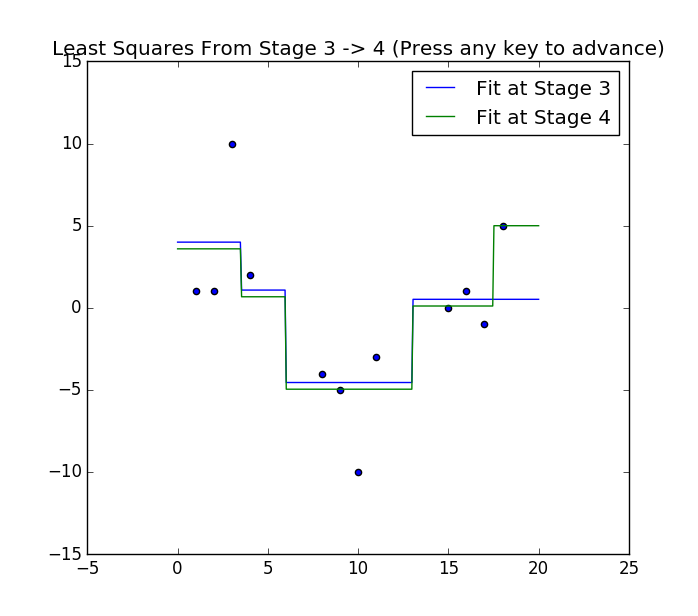 Least Squares From Stage 3 -> 4 (Press any key to advance)
15
10
5
0
−5
−10
−15
−5 0 5 10 15 20 25
Fit at Stage 3
Fit at Stage 4